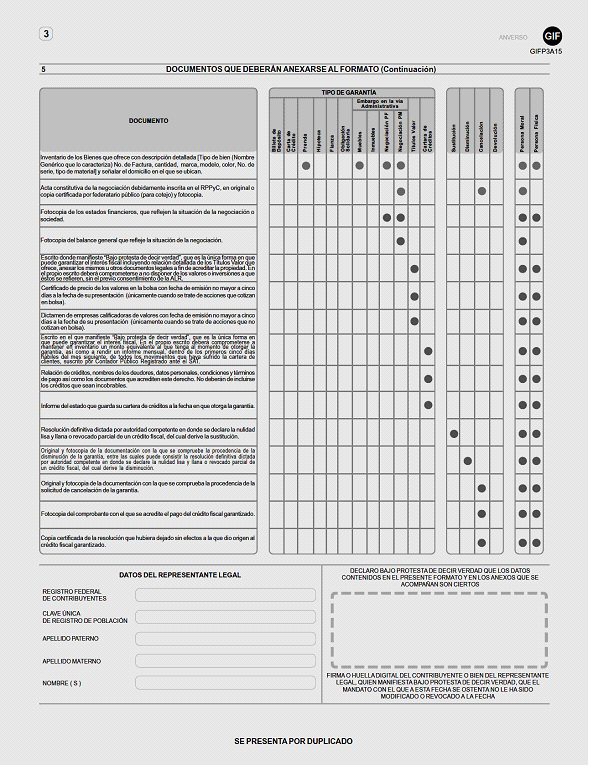 3
ANVERSO
GIF
GIFP3A15
5
DOCUMENTOS QUE DEBERÁN ANEXARSE AL FORMATO (Continuación)
DOCUMENTO
TIPO DE GARANTÍA
Embargo en la vía
Administrativa
Billete de
Depósito
Carta de
Crédito
Prenda
Hipoteca
Fianza
Obligación
Solidaria
Muebles
Inmuebles
Negociación PF
Negociación PM
Títulos Valor
Cartera de
Créditos
Sustitución
Disminución
Cancelación
Devolución
Persona Moral
Persona Física
Inventario de los Bienes que ofrece con descripción detallada [Tipo de bien (Nombre
Genérico que lo caracteriza) No. de Factura, cantidad, marca, modelo, color, No. de
serie, tipo de material] y señalar el domicilio en el que se ubican.
Acta constitutiva de la negociación debidamente inscrita en el RPPyC, en original o
copia certificada por federatario público (para cotejo) y fotocopia.
Fotocopia de los estados financieros, que reflejen la situación de la negociación o
sociedad.
Fotocopia del balance general que refleje la situación de la negociación.
Escrito donde manifieste "Bajo protesta de decir verdad", que es la única forma en que
puede garantizar el interés fiscal incluyendo relación detallada de los Títulos Valor que
ofrece, anexar los mismos u otros documentos legales a fin de acreditar la propiedad. En
el propio escrito deberá comprometerse a no disponer de los valores o inversiones a que
éstos se refieren, sin el previo consentimiento de la ALR.
Certificado de precio de los valores en la bolsa con fecha de emisión no mayor a cinco
días a la fecha de su presentación (únicamente cuando se trate de acciones que cotizan
en bolsa).
Dictamen de empresas calificadoras de valores con fecha de emisión no mayor a cinco
días a la fecha de su presentación (únicamente cuando se trate de acciones que no
cotizan en bolsa).
Escrito en el que manifieste "Bajo protesta de decir verdad", que es la única forma en
que puede garantizar el interés fiscal. En el propio escrito deberá comprometerse a
mantener en inventario un monto equivalente al que tenga al momento de otorgar la
garantía, así como a rendir un informe mensual, dentro de los primeros cinco días
hábiles del mes siguiente, de todos los movimientos que haya sufrido la cartera de
clientes, suscrito por Contador Público Registrado ante el SAT.
Relación de créditos, nombres de los deudores, datos personales, condiciones y términos
de pago así como los documentos que acrediten este derecho. No deberán de incluirse
los créditos que sean incobrables.
Informe del estado que guarda su cartera de créditos a la fecha en que otorga la garantía.
Resolución definitiva dictada por autoridad competente en donde se declare la nulidad
lisa y llana o revocado parcial de un crédito fiscal, del cual derive la sustitución.
Original y fotocopia de la documentación con la que se compruebe la procedencia de la
disminución de la garantía, entre las cuales puede consistir la resolución definitiva dictada
por autoridad competente en donde se declare la nulidad lisa y llana o revocado parcial de
un crédito fiscal, del cual derive la disminución.
Original y fotocopia de la documentación con la que se compruebe la procedencia de la
solicitud de cancelación de la garantía.
Fotocopia del comprobante con el que se acredite el pago del crédito fiscal garantizado.
Copia certificada de la resolución que hubiera dejado sin efectos a la que dio origen al
crédito fiscal garantizado.
DATOS DEL REPRESENTANTE LEGAL
REGISTRO FEDERAL
DE CONTRIBUYENTES
CLAVE ÚNICA
DE REGISTRO DE POBLACIÓN
APELLIDO PATERNO
APELLIDO MATERNO
NOMBRE ( S )
DECLARO BAJO PROTESTA DE DECIR VERDAD QUE LOS DATOS
CONTENIDOS EN EL PRESENTE FORMATO Y EN LOS ANEXOS QUE SE
ACOMPAÑAN SON CIERTOS
FIRMA O HUELLA DIGITAL DEL CONTRIBUYENTE O BIEN DEL REPRESENTANTE
LEGAL, QUIEN MANIFIESTA BAJO PROTESTA DE DECIR VERDAD, QUE EL
MANDATO CON EL QUE A ESTA FECHA SE OSTENTA NO LE HA SIDO
MODIFICADO O REVOCADO A LA FECHA
SE PRESENTA POR DUPLICADO